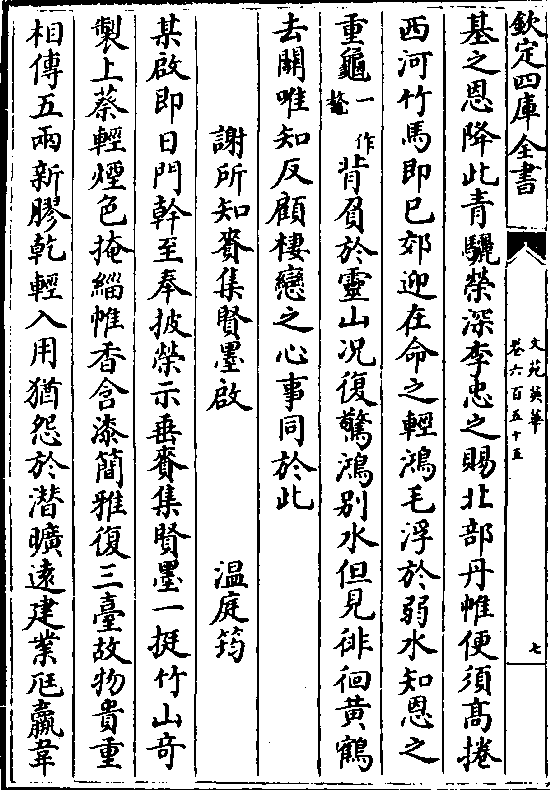 欽定四庫全書
文苑英華
卷六百五十五
七
基之恩降此青驪榮深李忠之賜北部丹帷便須高捲
西河竹馬即已郊迎在命之輕鴻毛浮於弱水知恩之
重龜一作鼇背負於靈山況復驚鴻别水但見徘徊黄鶴
去關唯知反顧棲戀之心事同於此
謝所知賚集賢墨啟 温庭筠
某啟即日門幹至奉披榮示垂賚集賢墨一挺竹山奇
製上蔡輕煙色掩緇帷香含漆簡雅復三臺故物貴重
相傳五兩新膠乾輕入用猶怨於潜曠遠建業尫羸韋